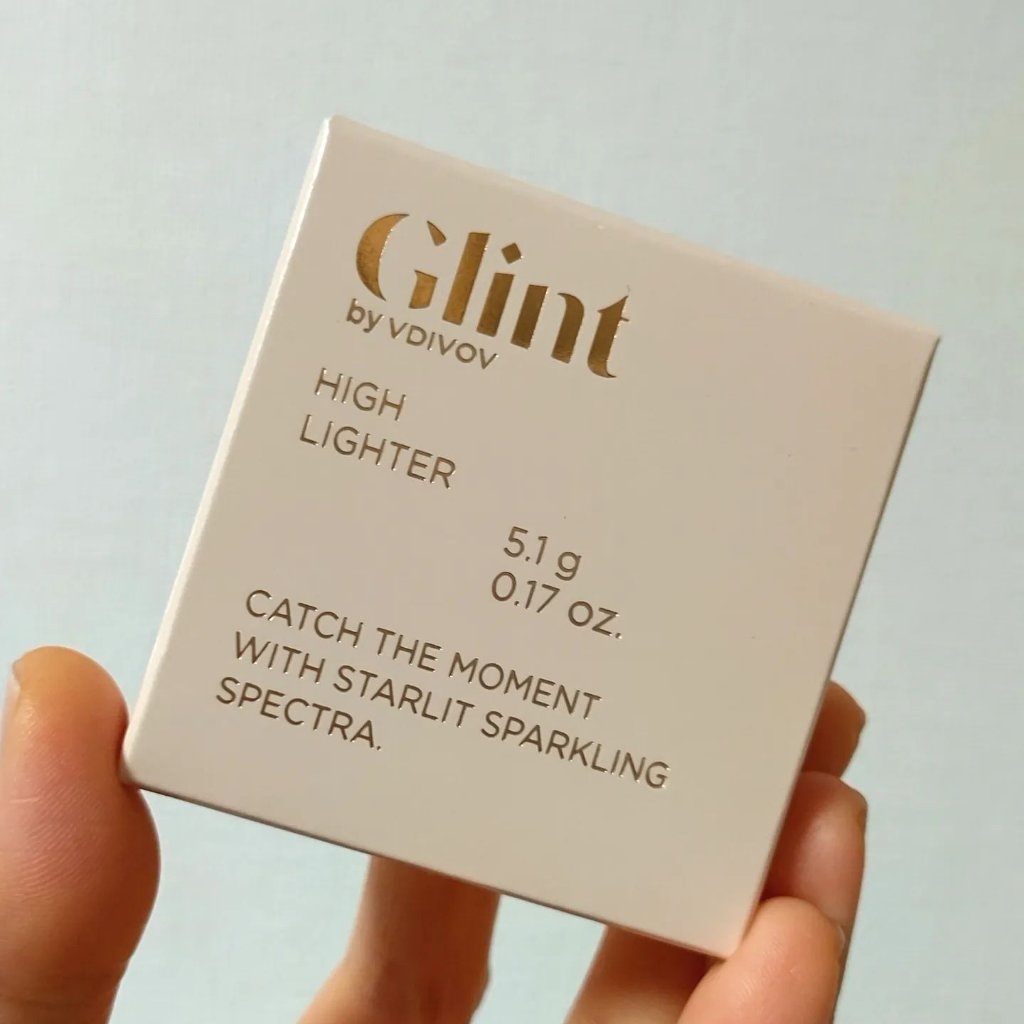 Glint
by VDIVOV
HIGH
LIGHTER
5.1 g
0.17 oz.
CATCH THE MOMENT
WITH STARLIT SPARKLING
SPECTRA.